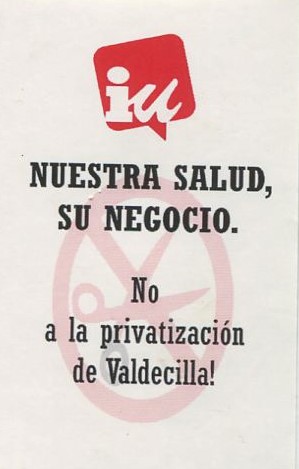 iu
NUESTRA SALUD,
SU NEGOCIO.
No
a la privatización
de Valdecilla!